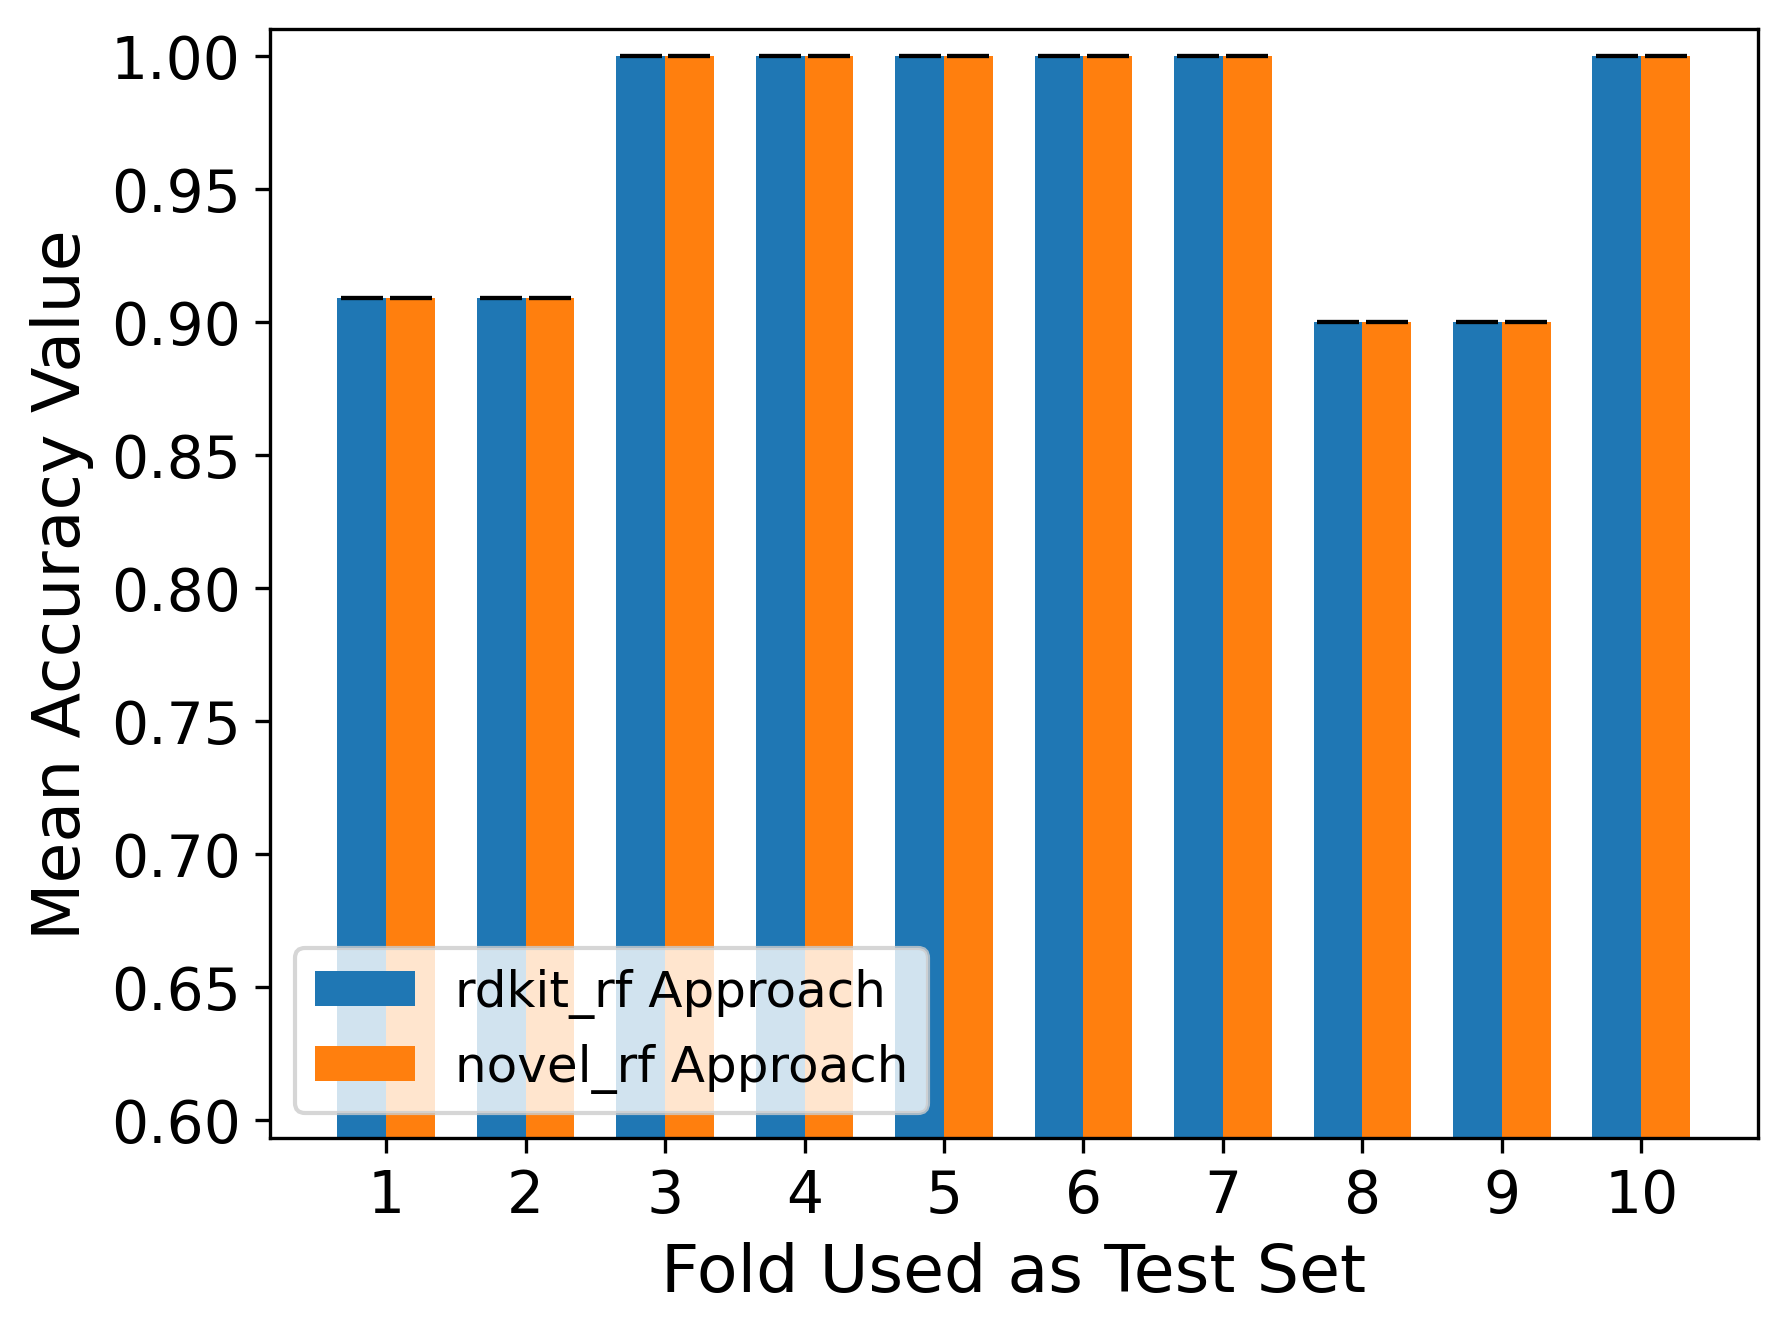 Mean Accuracy Value
1.00
0.95
0.90
0.85
0.80
0.75
0.70
0.65
0.60
rdkit_rf Approach
novel_rf Approach
1 2 3 4 5 6 7 8 9 10
Fold Used as Test Set